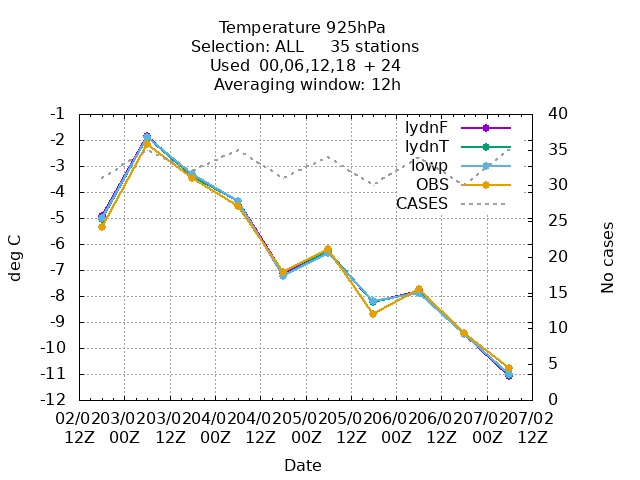 Temperature 925hPa
Selection: ALL 35 stations
Used 00,06,12,18 + 24
Averaging window: 12h
-1 40
lydnF
-2 35
lydnT
-3 lowp
-4 30 OBS
CASES
-5 25
-6 20
-7
-8 15
-9 10
-10
-11 5
-12 0
deg C
No cases
02/02 03/02 03/02 04/02 04/02 05/02 05/02 06/02 06/02 07/02 07/02
12Z 00Z 12Z 00Z 12Z 00Z 12Z 00Z 12Z 00Z 12Z
Date